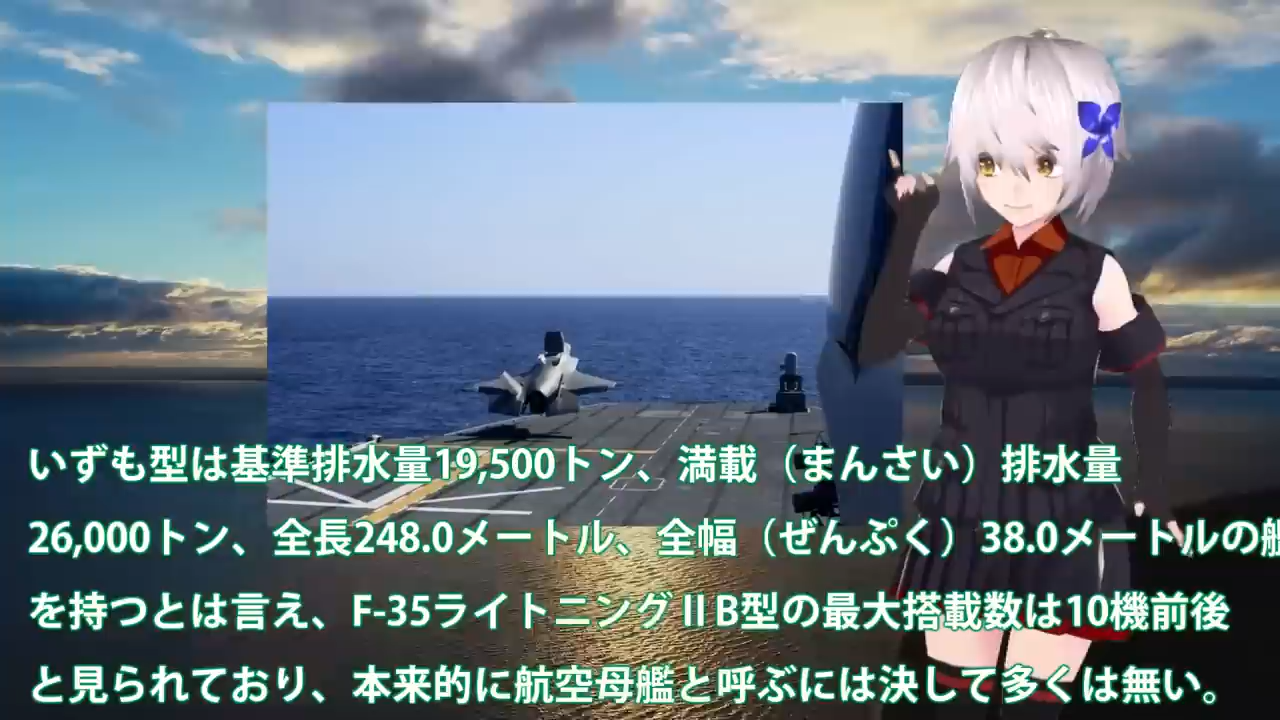 いずも型は基準排水量19,500トン、満載（まんさい）排水量
26,000トン、全長248.0メートル、全幅（ぜんぷく）38.0メートルの
を持つとは言え、F-35ライトニングⅡB型の最大搭載数は10機前後
と見られており、本来的に航空母艦と呼ぶには決して多くは無い。